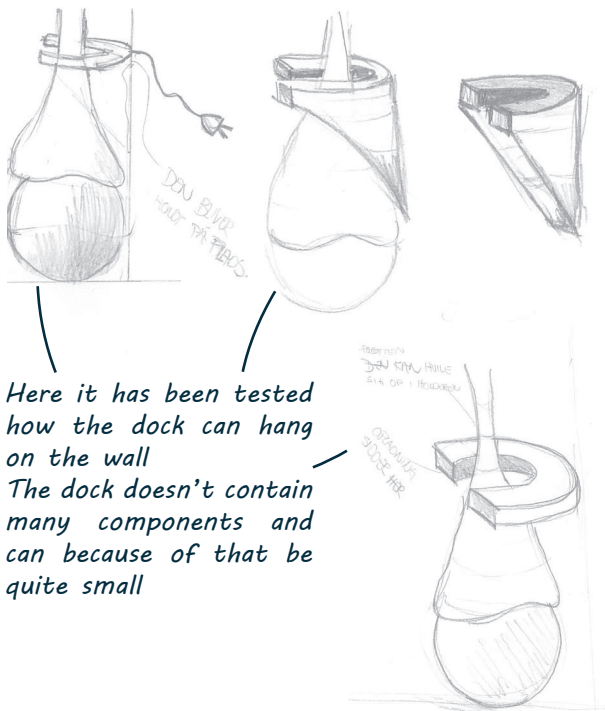 DEN BLIVER
HOLDT PÅ PLADS.
DEN KAN HVILE
Here it has been tested
how the dock can hang
on the wall
The dock doesn't contain
many components and
can because of that be
quite small